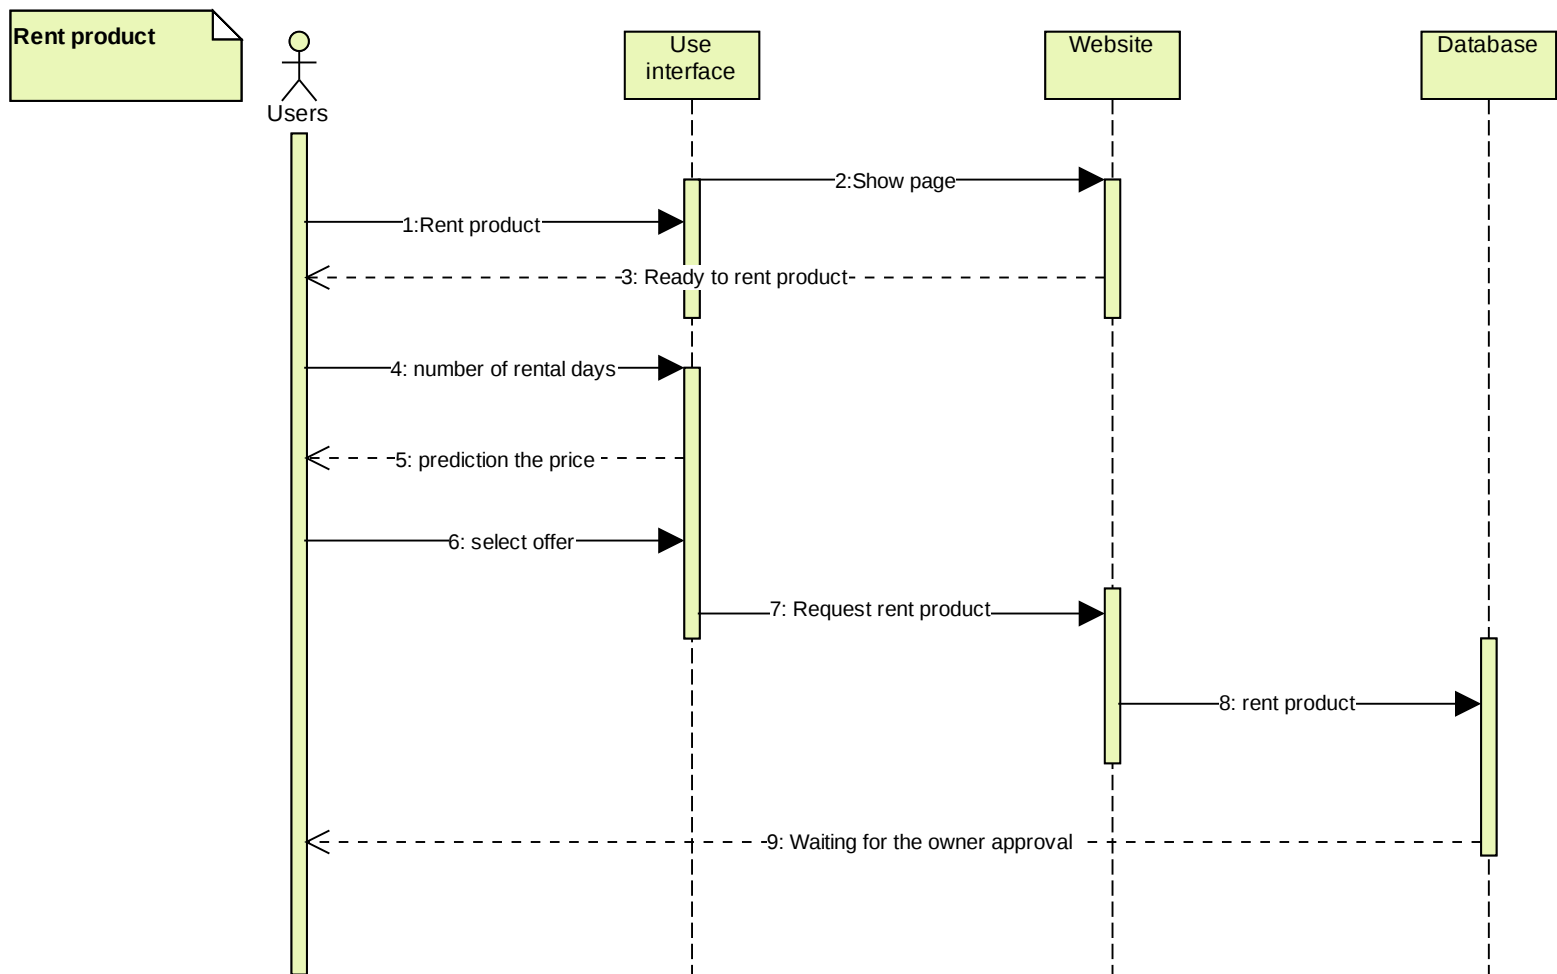 Rent product
Users
Use
interface
Website
Database
2:Show page
1:Rent product
3: Ready to rent product
4: number of rental days
5: prediction the price
6: select offer
7: Request rent product
8: rent product
9: Waiting for the owner approval